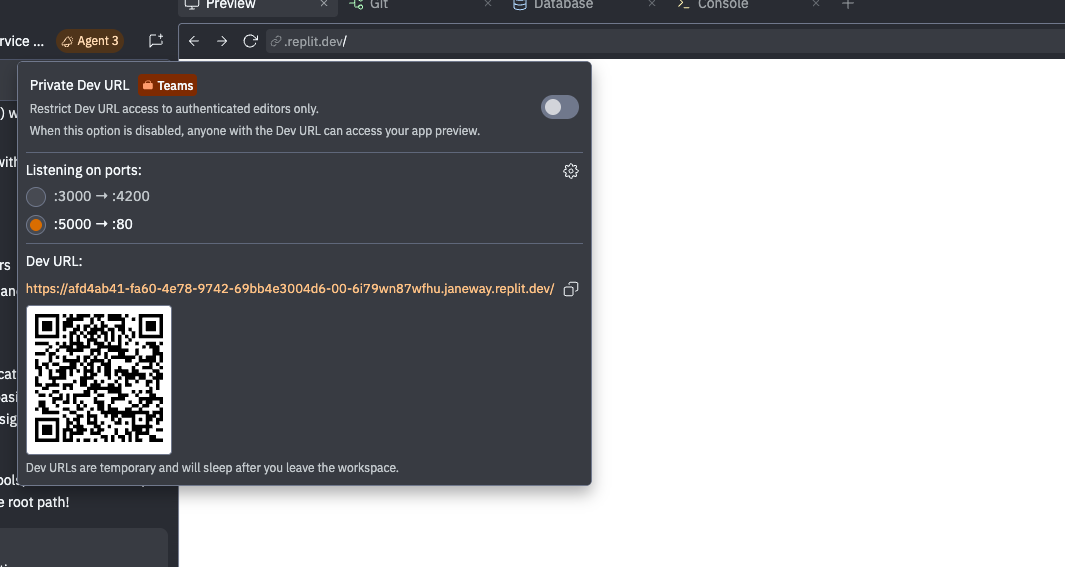 Preview
Git
Database
Console
rvice ...
Agent 3
.replit.dev/
Private Dev URL
Teams
Restrict Dev URL access to authenticated editors only.
When this option is disabled, anyone with the Dev URL can access your app preview.
Listening on ports:
:3000 → :4200
:5000 → :80
Dev URL:
https://afd4ab41-fa60-4e78-9742-69bb4e3004d6-00-6i79wn87wfhu.janeway.replit.dev/
Dev URLs are temporary and will sleep after you leave the workspace.
) w
with
rs
and
cat
basi
sig
ools
e root path!